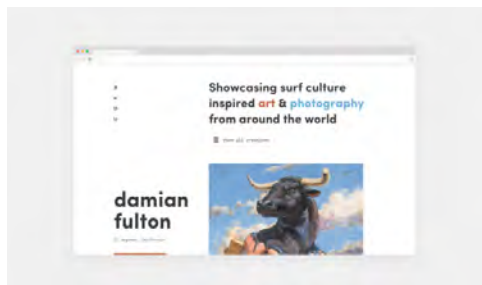 Showcasing surf culture
inspired art & photography
from around the world
damian
fulton